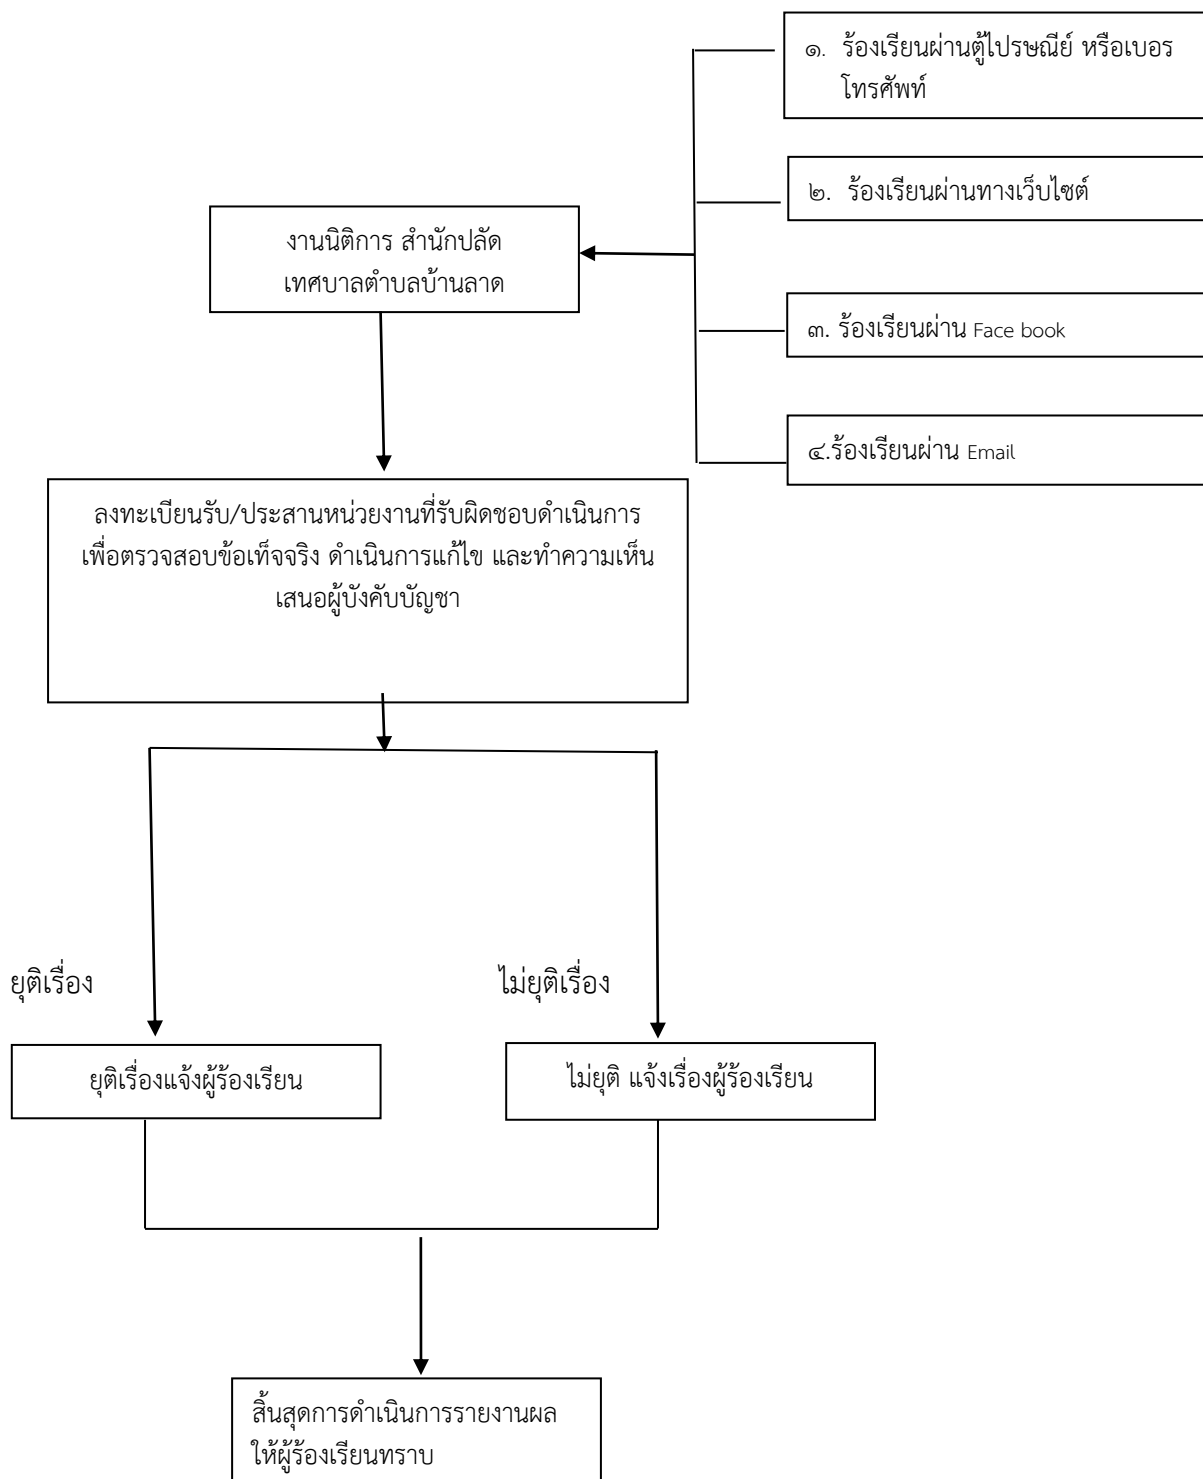 ๑. ร้องเรียนผ่านตู้ไปรษณีย์ หรือเบอร
โทรศัพท์
๒. ร้องเรียนผ่านทางเว็บไซต์
งานนิติการ สำนักปลัด
เทศบาลตำบลบ้านลาด
๓. ร้องเรียนผ่าน Face book
๔.ร้องเรียนผ่าน Email
ลงทะเบียนรับ/ประสานหน่วยงานที่รับผิดชอบดำเนินการ
เพื่อตรวจสอบข้อเท็จจริง ดำเนินการแก้ไข และทำความเห็น
เสนอผู้บังคับบัญชา
ยุติเรื่อง
ไม่ยุติเรื่อง
ยุติเรื่องแจ้งผู้ร้องเรียน
ไม่ยุติ แจ้งเรื่องผู้ร้องเรียน
สิ้นสุดการดำเนินการรายงานผล
ให้ผู้ร้องเรียนทราบ